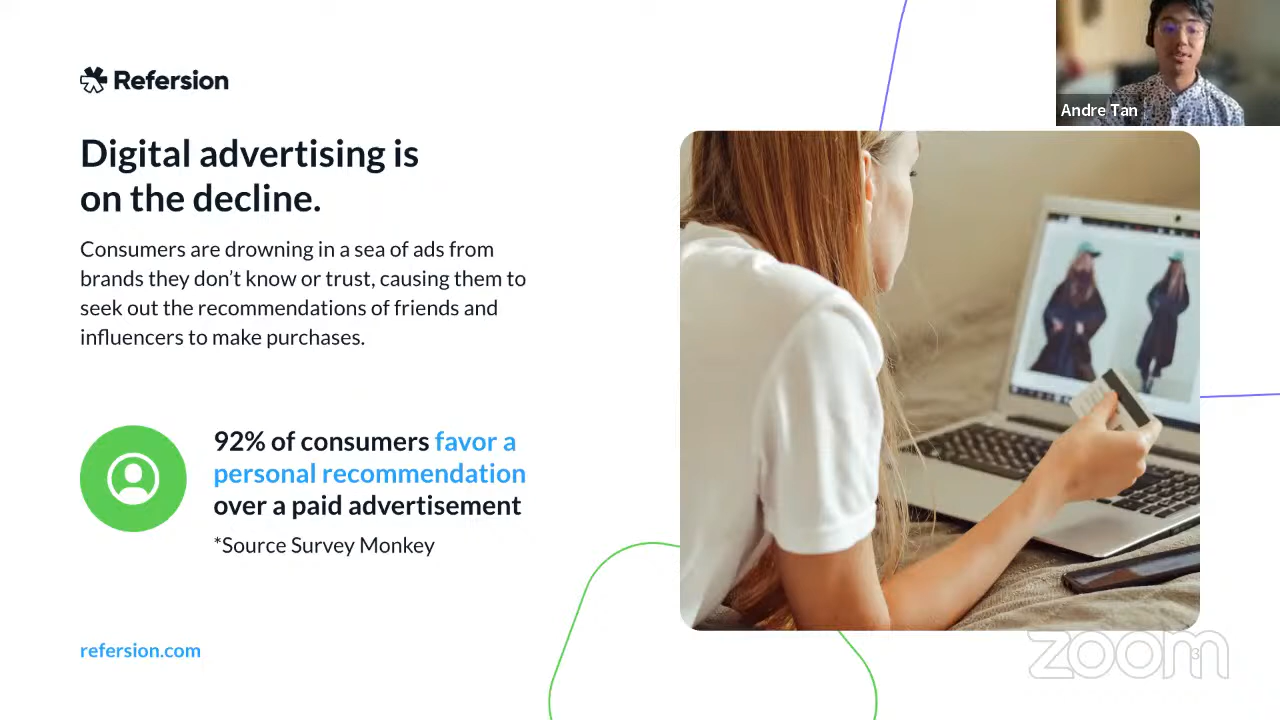 Refersion
Andre Tan
Digital advertising is
on the decline.
Consumers are drowning in a sea of ads from
brands they don’t know or trust, causing them to
seek out the recommendations of friends and
influencers to make purchases.
92% of consumers favor a
personal recommendation
over a paid advertisement
*Source Survey Monkey
refersion.com
zoom
3